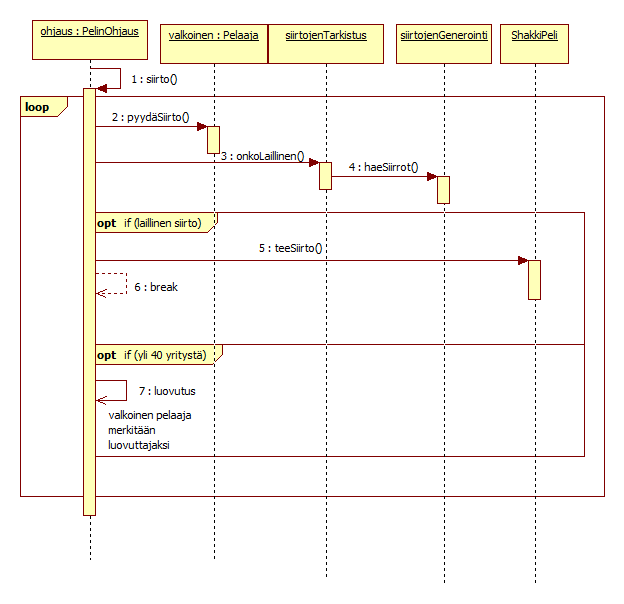 ohjaus : PelinOhjaus
valkoinen : Pelaaja
siirtojenTarkistus
siirtojenGenerointi
ShakkiPeli
1 : siirto()
loop
2 : pyydäSiirto()
3 : onkoLaillinen()
4 : haeSiirrot()
opt if (laillinen siirto)
5 : teeSiirto()
6 : break
opt if (yli 40 yritystä)
7 : luovutus
valkoinen pelaaja
merkitään
luovuttajaksi